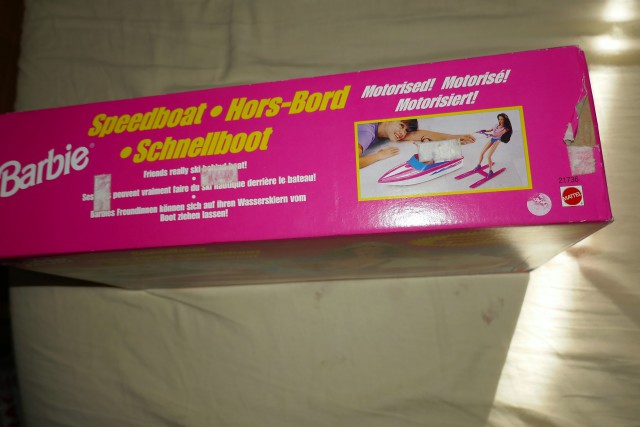 Barbie®
Speedboat • Hors-Bord
• Schnellboot
Friends really ski behind boat!
Ses peuvent vraiment faire du ski nautique derrière le bateau!
Barbies Freundinnen können sich auf ihren Wasserskiern vom
Boot ziehen lassen!
Motorised! Motorisé!
Motorisiert!
21736
MATTEL